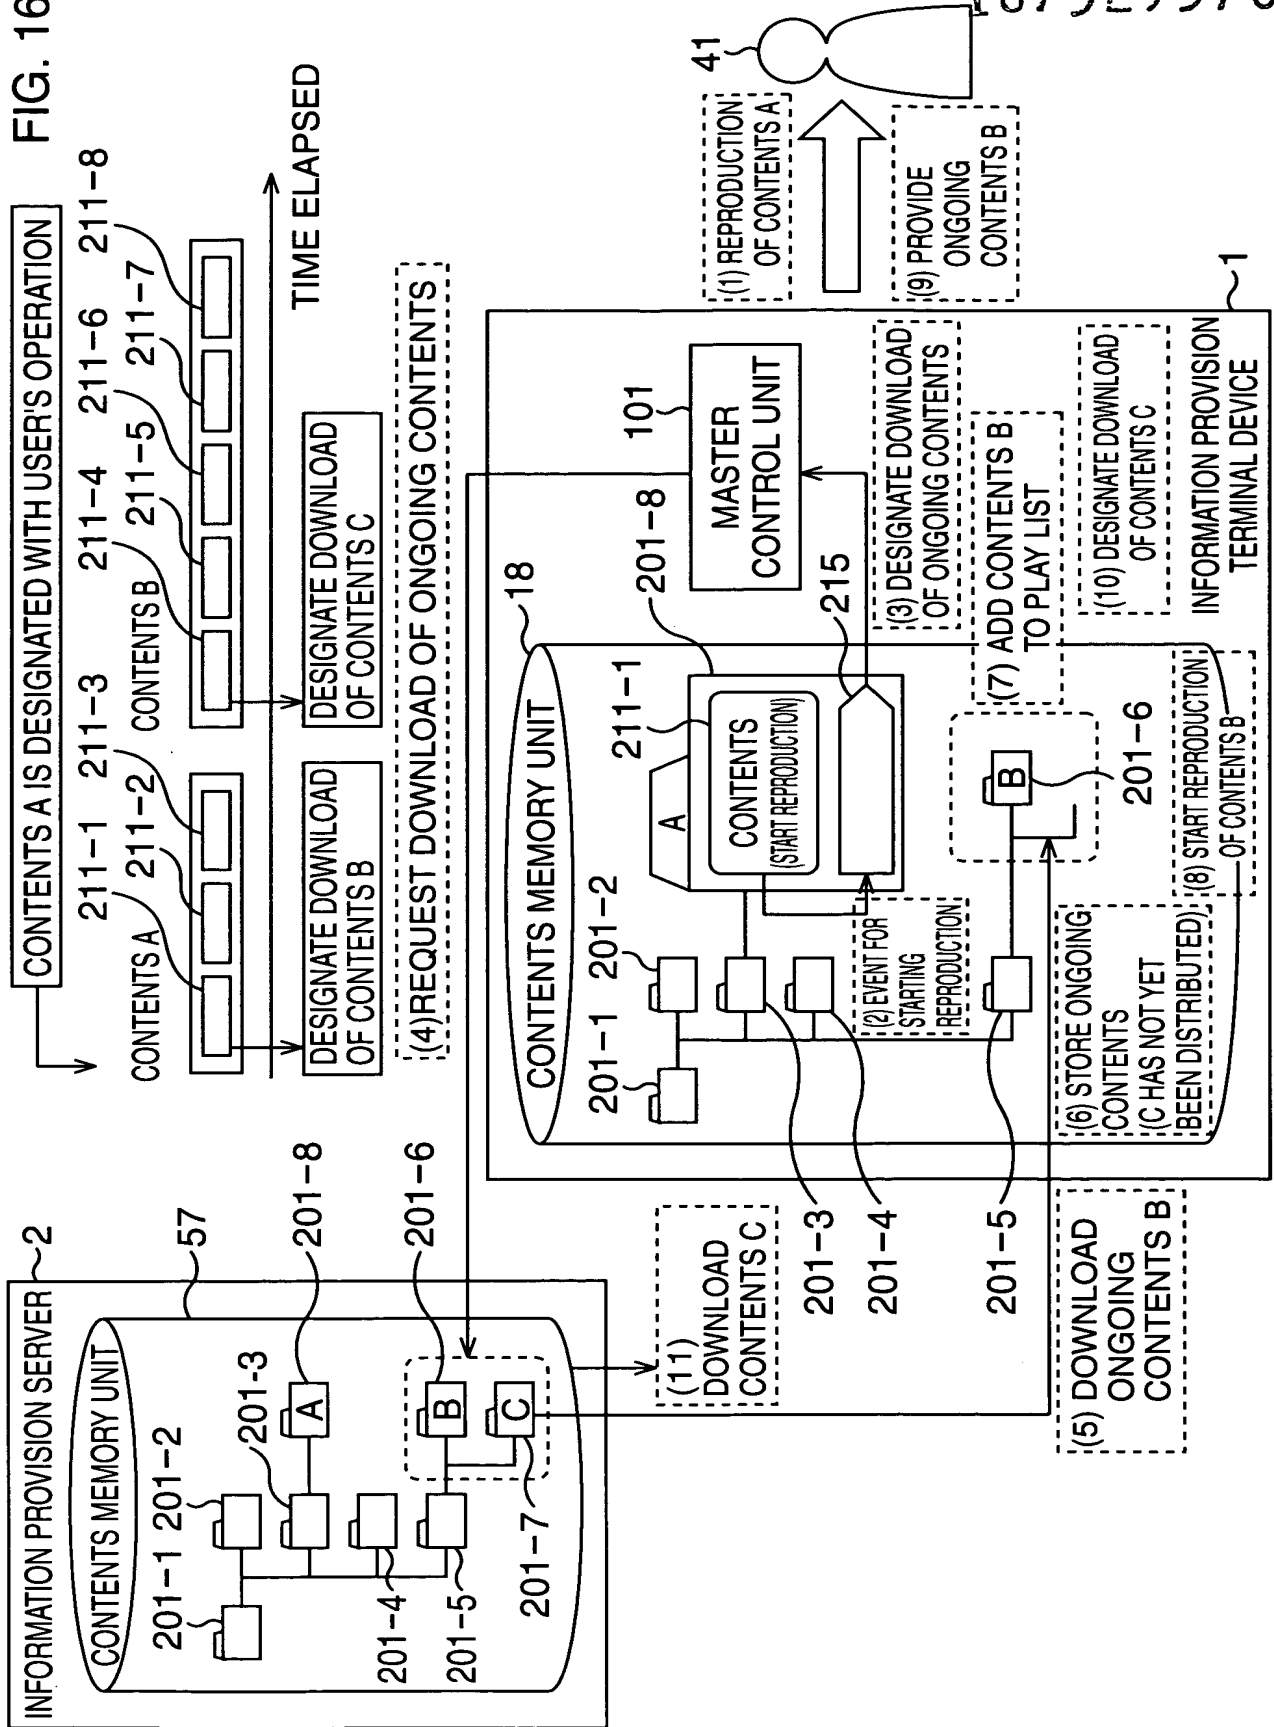 FIG. 16
CONTENTS A IS DESIGNATED WITH USER'S OPERATION
CONTENTS A
211-1
211-2
211-3
CONTENTS B
211-4
211-5
211-6
211-7
211-8
TIME ELAPSED
DESIGNATE DOWNLOAD
OF CONTENTS B
DESIGNATE DOWNLOAD
OF CONTENTS C
(4) REQUEST DOWNLOAD OF ONGOING CONTENTS
INFORMATION PROVISION SERVER
2
CONTENTS MEMORY UNIT
57
201-1
201-2
201-3
201-8
A
201-4
201-5
201-6
B
C
201-7
(11)
DOWNLOAD
CONTENTS C
(5) DOWNLOAD
ONGOING
CONTENTS B
18
CONTENTS MEMORY UNIT
201-1
201-2
211-1
201-8
A
CONTENTS
(START REPRODUCTION)
215
201-3
201-4
201-5
(2) EVENT FOR
STARTING
REPRODUCTION
B
201-6
(6) STORE ONGOING
CONTENTS
(C HAS NOT YET
BEEN DISTRIBUTED)
(8) START REPRODUCTION
OF CONTENTS B
101
MASTER
CONTROL UNIT
(3) DESIGNATE DOWNLOAD
OF ONGOING CONTENTS
(7) ADD CONTENTS B
TO PLAY LIST
(10) DESIGNATE DOWNLOAD
OF CONTENTS C
INFORMATION PROVISION
TERMINAL DEVICE
1
(1) REPRODUCTION
OF CONTENTS A
41
(9) PROVIDE
ONGOING
CONTENTS B